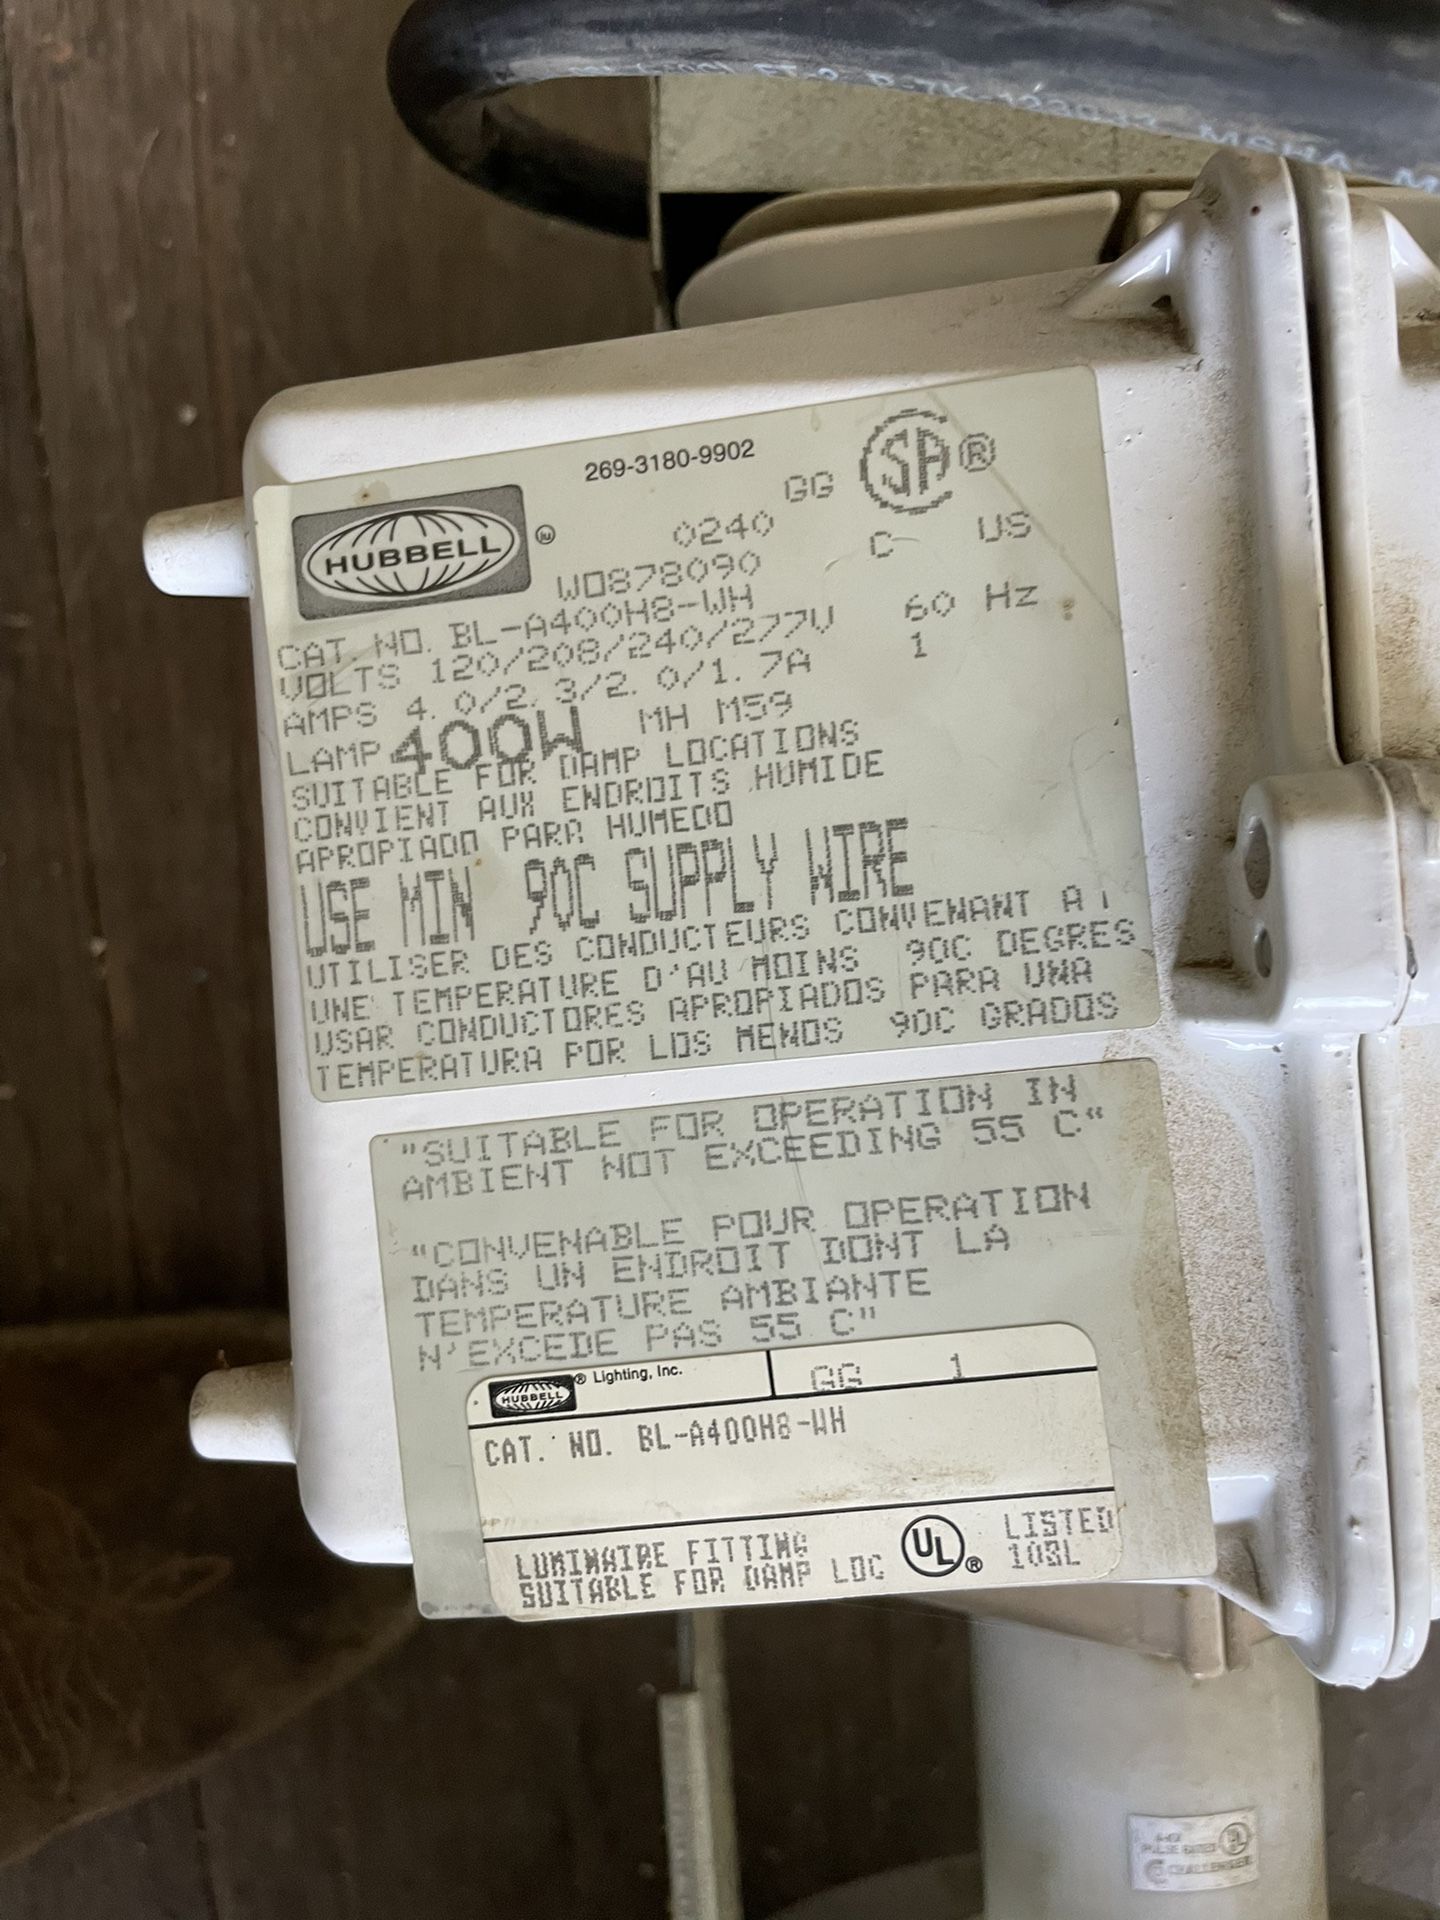 269-3180-9902
HUBBELL
GG
SA ®
0240
C US
WO878090
CAT. NO. BL-A400H8-WH
VOLTS 120/208/240/277V 60 Hz
AMPS 4.0/2.3/2.0/1.7A 1
LAMP 400W MH M59
SUITABLE FOR DAMP LOCATIONS
CONVIENT AUX ENDROITS HUMIDE
APROPIADO PARA HUMEDO
USE MIN 90C SUPPLY WIRE
UTILISER DES CONDUCTEURS CONVENANT A
UNE TEMPERATURE D'AU MOINS 90C DEGRES
USAR CONDUCTORES APROPIADOS PARA UNA
TEMPERATURA POR LOS MENOS 90C GRADOS
"SUITABLE FOR OPERATION IN
AMBIENT NOT EXCEEDING 55 C"
"CONVENABLE POUR OPERATION
DANS UN ENDROIT DONT LA
TEMPERATURE AMBIANTE
N'EXCEDE PAS 55 C"
HUBBELL ® Lighting, Inc. GG 1
CAT. NO. BL-A400H8-WH
LUMINAIRE FITTING
SUITABLE FOR DAMP LOC
UL ®
LISTED
108L
UL
CHALLENGER